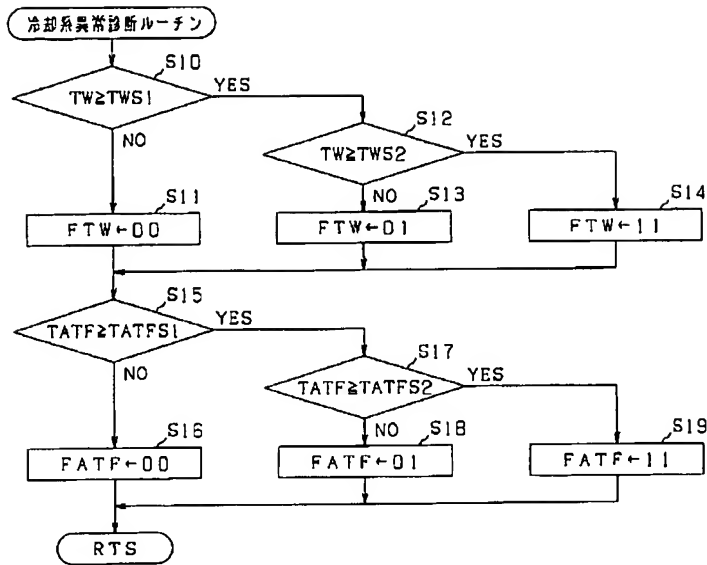 冷却系異常診断ルーチン
S10
TW≧TWS1
YES
NO
S12
TW≧TWS2
YES
NO
S11
FTW←00
S13
FTW←01
S14
FTW←11
S15
TATF≧TATFS1
YES
NO
S17
TATF≧TATFS2
YES
NO
S16
FATF←00
S18
FATF←01
S19
FATF←11
RTS